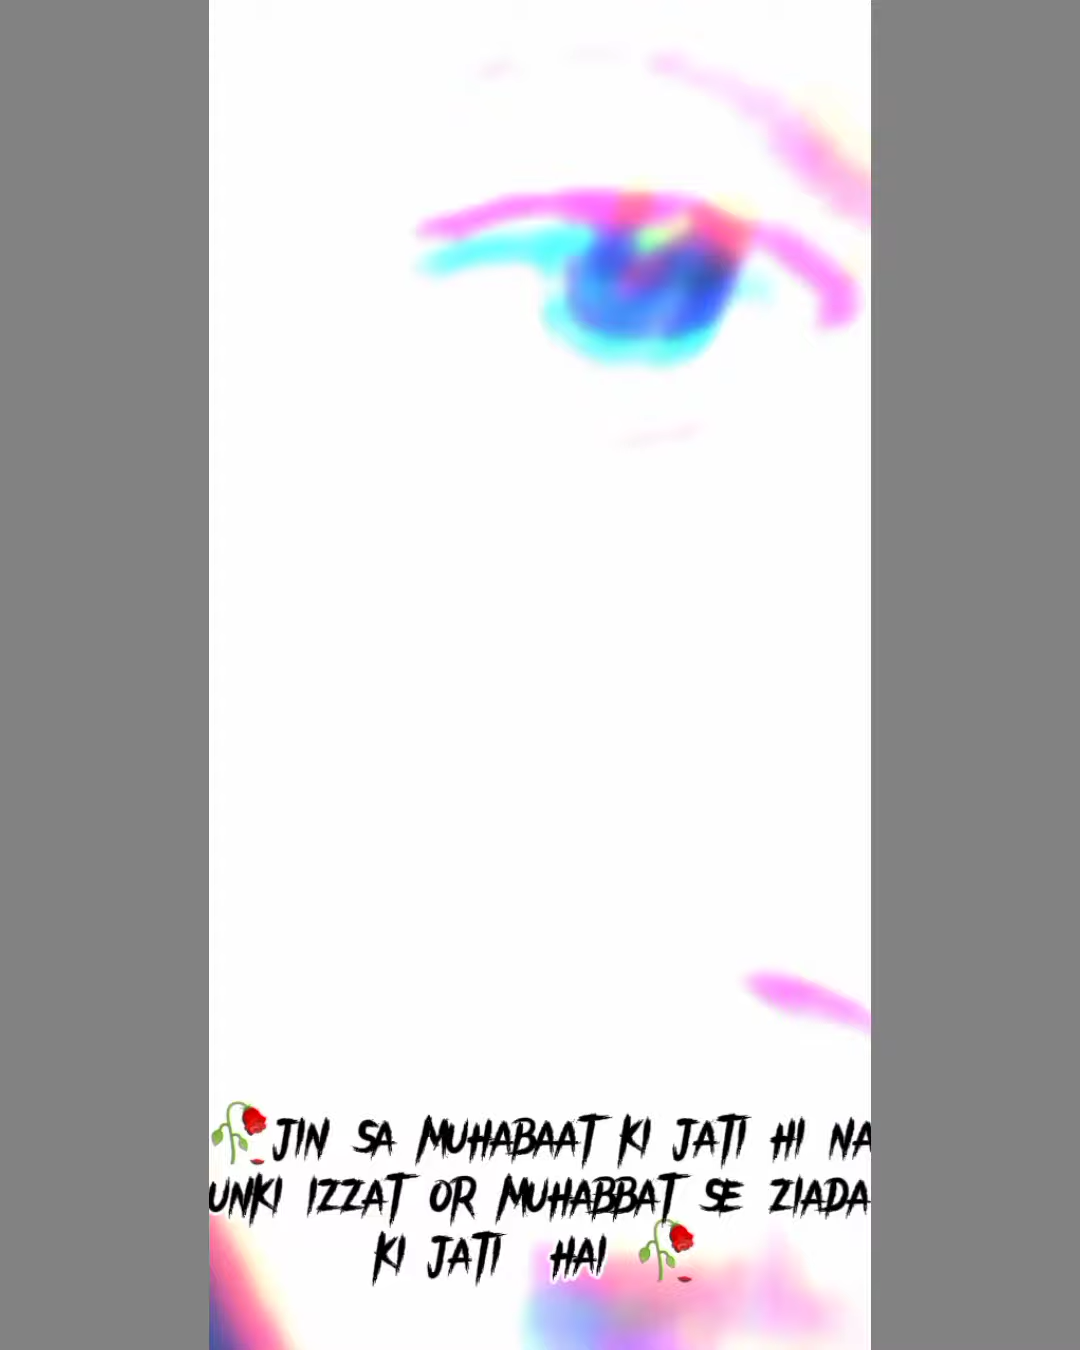 🥀JIN SA MUHABAAT KI JATI HI NA
UNKI IZZAT OR MUHABBAT SE ZIADA
KI JATI HAI 🥀